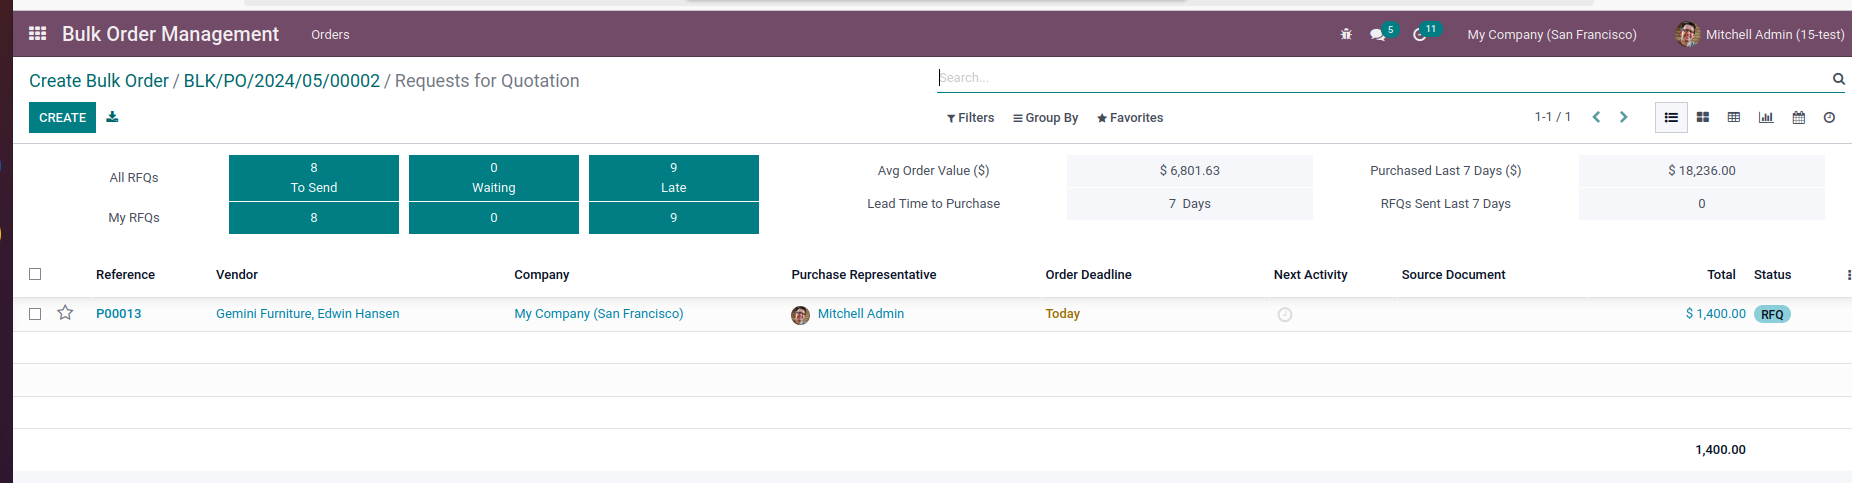 Bulk Order Management Orders 5 11 My Company (San Francisco) Mitchell Admin (15-test)
Create Bulk Order / BLK/PO/2024/05/00002 / Requests for Quotation
Search...
CREATE
Filters Group By Favorites 1-1 / 1
All RFQs 8 To Send 0 Waiting 9 Late
My RFQs 8 0 9
Avg Order Value ($) $ 6,801.63 Purchased Last 7 Days ($) $ 18,236.00
Lead Time to Purchase 7 Days RFQs Sent Last 7 Days 0
Reference Vendor Company Purchase Representative Order Deadline Next Activity Source Document Total Status
P00013 Gemini Furniture, Edwin Hansen My Company (San Francisco) Mitchell Admin Today $ 1,400.00 RFQ
1,400.00